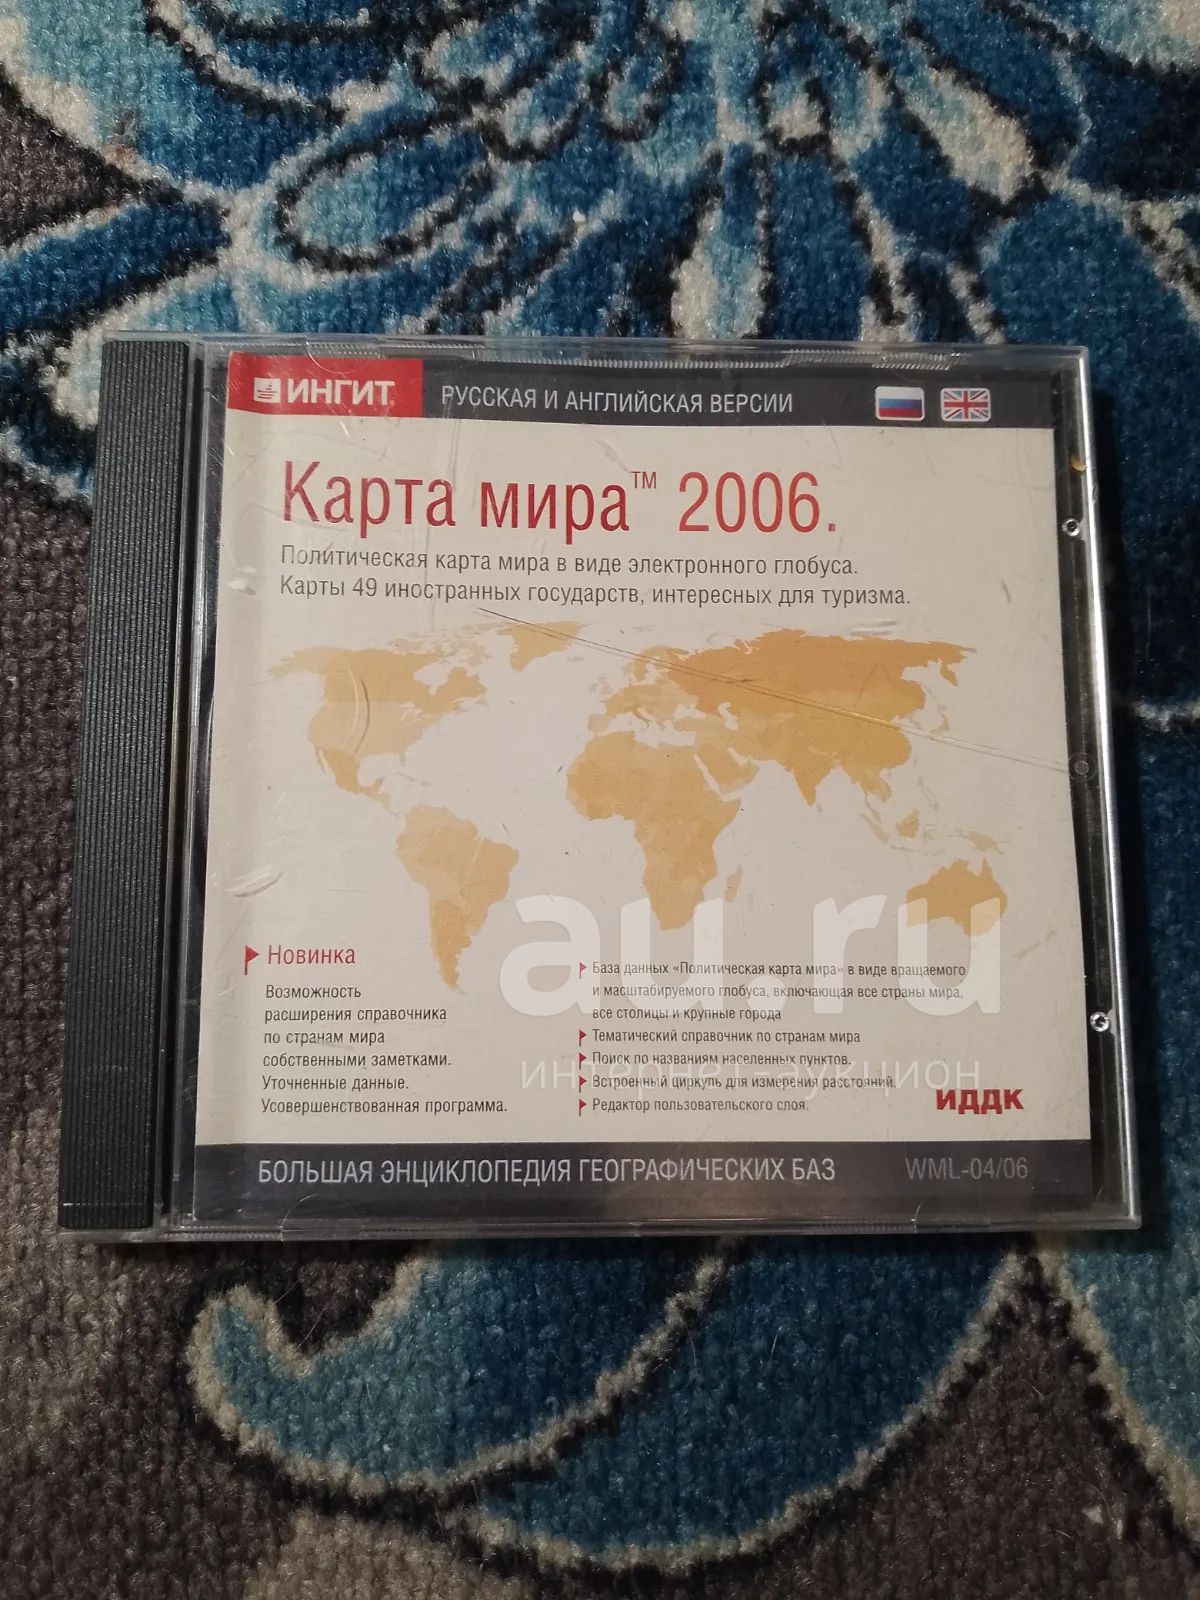 ИНГИТ
РУССКАЯ И АНГЛИЙСКАЯ ВЕРСИИ
Карта мира™ 2006.
Политическая карта мира в виде электронного глобуса.
Карты 49 иностранных государств, интересных для туризма.
Новинка
Возможность
расширения справочника
по странам мира
собственными заметками.
Уточненные данные.
Усовершенствованная программа.
База данных «Политическая карта мира» в виде вращаемого
и масштабируемого глобуса, включающая все страны мира,
все столицы и крупные города
Тематический справочник по странам мира
Поиск по названиям населенных пунктов.
Встроенный циркуль для измерения расстояний.
Редактор пользовательского слоя.
au.ru
интернет-аукцион
ИДДК
БОЛЬШАЯ ЭНЦИКЛОПЕДИЯ ГЕОГРАФИЧЕСКИХ БАЗ
WML-04/06